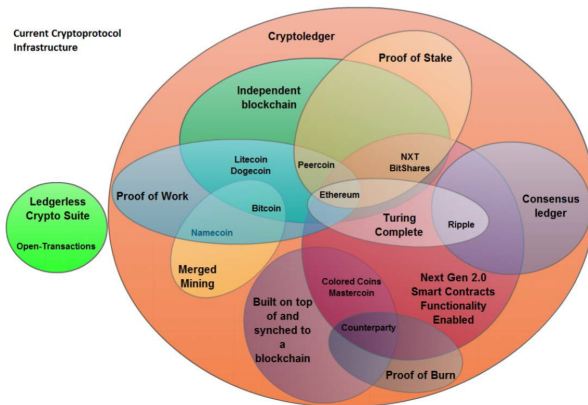 Current Cryptoprotocol
Infrastructure
Cryptoledger
Proof of Stake
Independent
blockchain
Litecoin
Dogecoin
Peercoin
NXT
BitShares
Proof of Work
Ethereum
Bitcoin
Ledgerless
Crypto Suite
Open-Transactions
Consensus
ledger
Turing
Complete
Ripple
Namecoin
Merged
Mining
Next Gen 2.0
Smart Contracts
Functionality
Enabled
Colored Coins
Mastercoin
Built on top
of and
synched to
a
blockchain
Counterparty
Proof of Burn